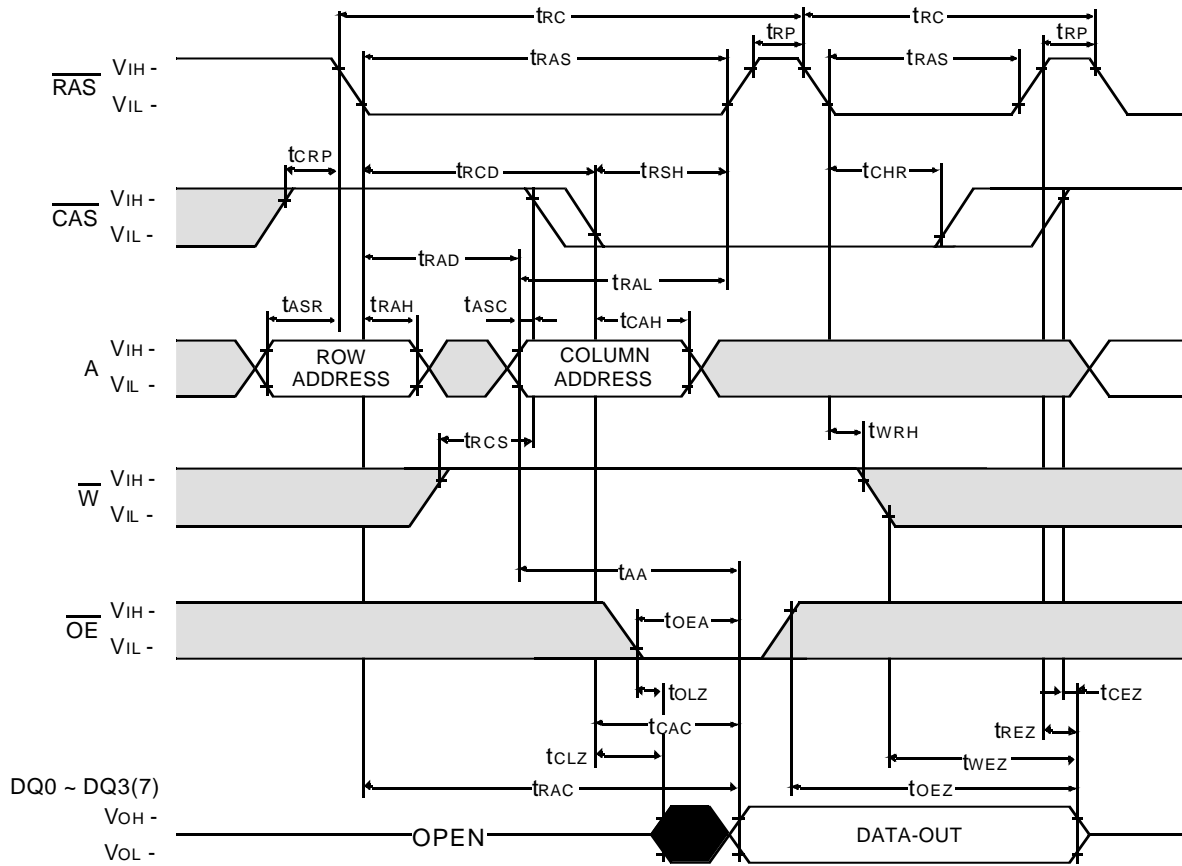 tRC tRC
tRP tRP
tRAS tRAS
RAS VIH -
VIL -
tCRP tRCD tRSH tCHR
CAS VIH -
VIL -
tRAD
tRAL
tASR tRAH tASC tCAH
A VIH -
VIL -
ROW
ADDRESS
COLUMN
ADDRESS
tRCS tWRH
W VIH -
VIL -
tAA
OE VIH -
VIL -
tOEA
tOLZ tCEZ
tCAC tREZ
tCLZ tWEZ
tRAC tOEZ
DQ0 ~ DQ3(7)
VOH -
VOL -
OPEN DATA-OUT